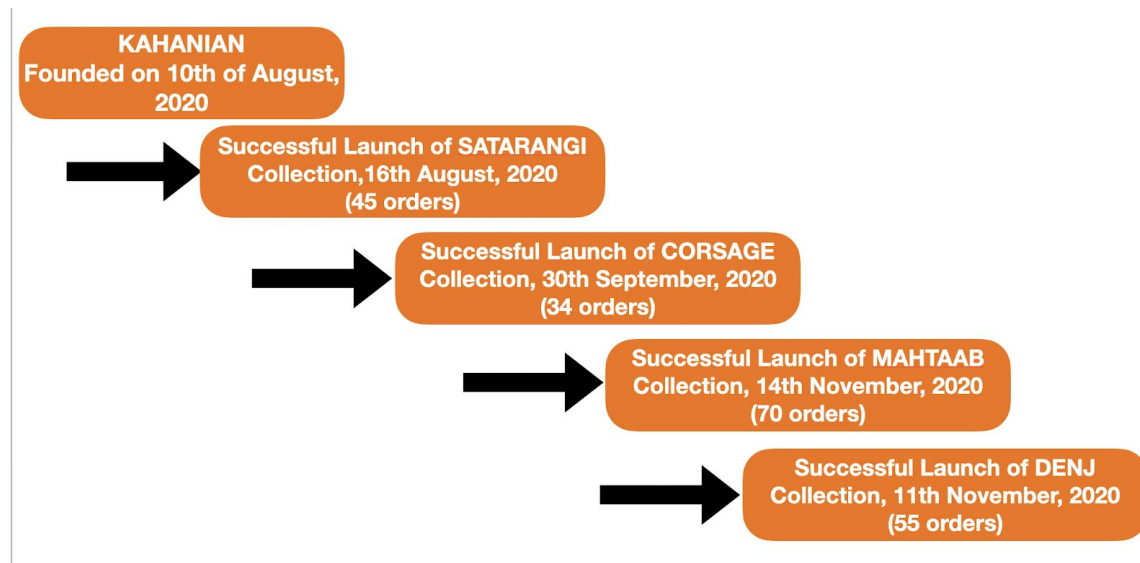 KAHANIAN
Founded on 10th of August,
2020
Successful Launch of SATARANGI
Collection,16th August, 2020
(45 orders)
Successful Launch of CORSAGE
Collection, 30th September, 2020
(34 orders)
Successful Launch of MAHTAAB
Collection, 14th November, 2020
(70 orders)
Successful Launch of DENJ
Collection, 11th November, 2020
(55 orders)